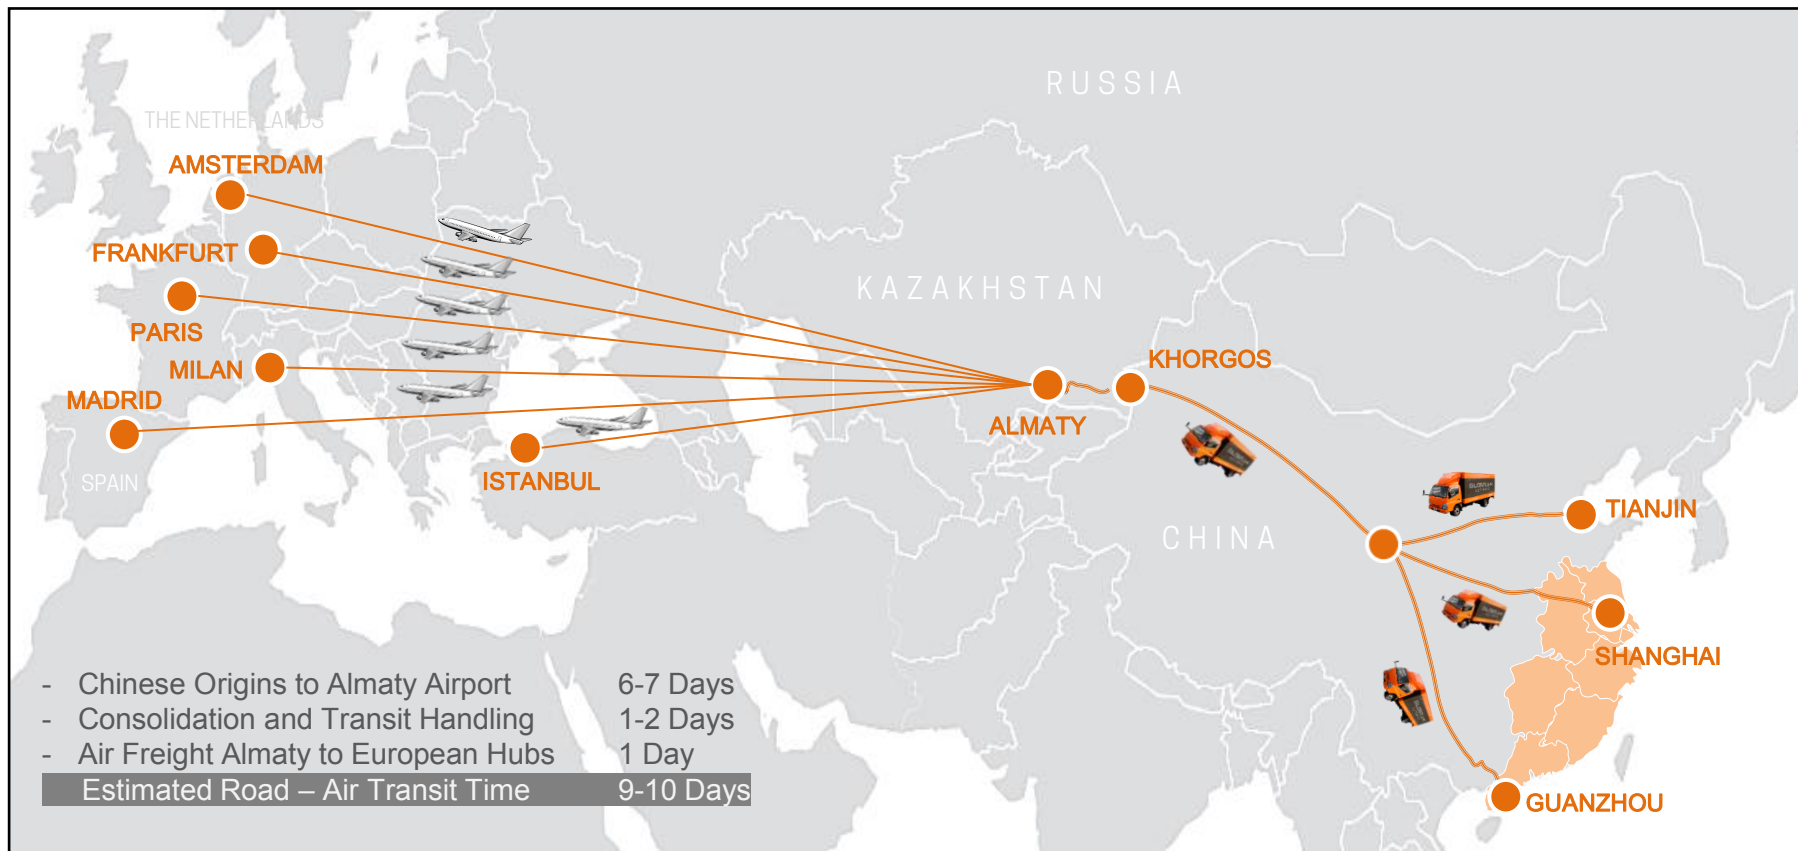 RUSSIA
THE NETHERLANDS
AMSTERDAM
FRANKFURT
KAZAKHSTAN
PARIS
KHORGOS
MILAN
MADRID
ALMATY
ISTANBUL
SPAIN
TIANJIN
CHINA
SHANGHAI
- Chinese Origins to Almaty Airport 6-7 Days
- Consolidation and Transit Handling 1-2 Days
- Air Freight Almaty to European Hubs 1 Day
Estimated Road – Air Transit Time 9-10 Days
GUANZHOU